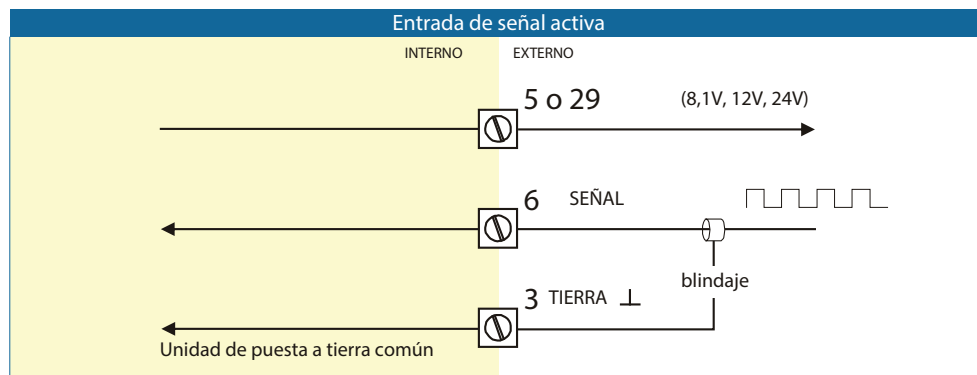 Entrada de señal activa
INTERNO
EXTERNO
5 o 29
(8,1V, 12V, 24V)
6
SEÑAL
blindaje
3
TIERRA
Unidad de puesta a tierra común